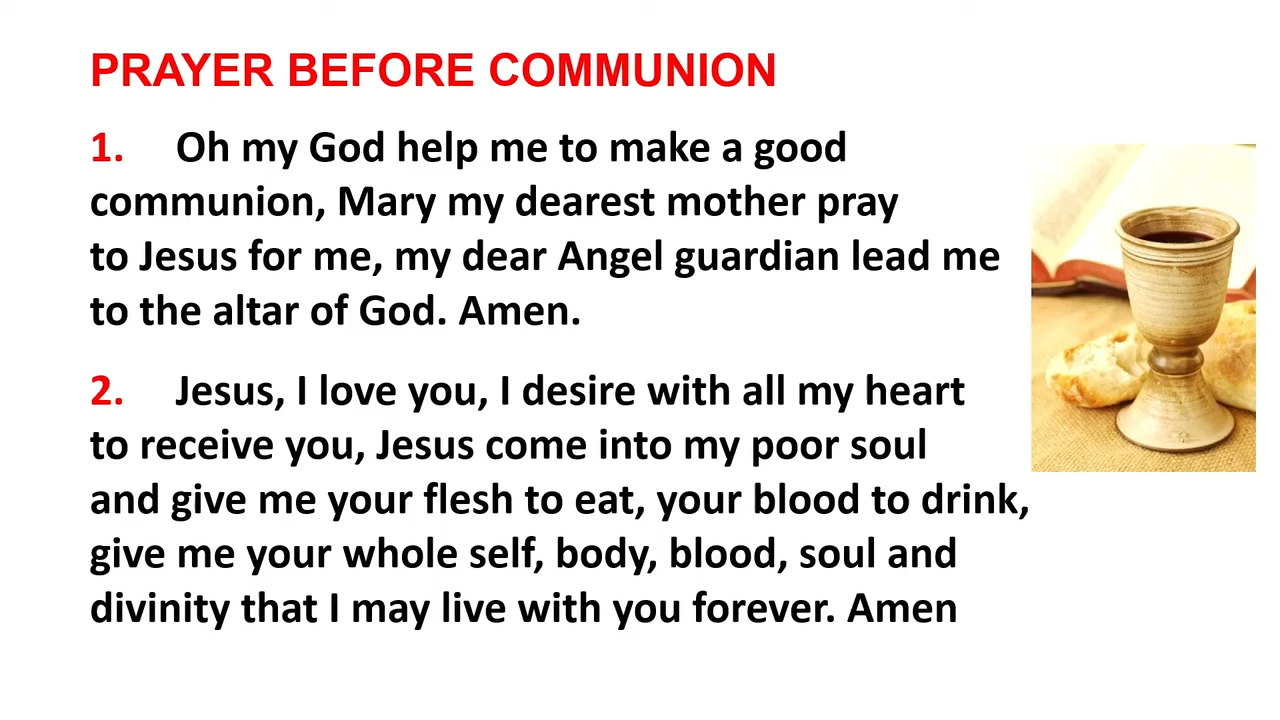 PRAYER BEFORE COMMUNION
1. Oh my God help me to make a good
communion, Mary my dearest mother pray
to Jesus for me, my dear Angel guardian lead me
to the altar of God. Amen.
2. Jesus, I love you, I desire with all my heart
to receive you, Jesus come into my poor soul
and give me your flesh to eat, your blood to drink,
give me your whole self, body, blood, soul and
divinity that I may live with you forever. Amen